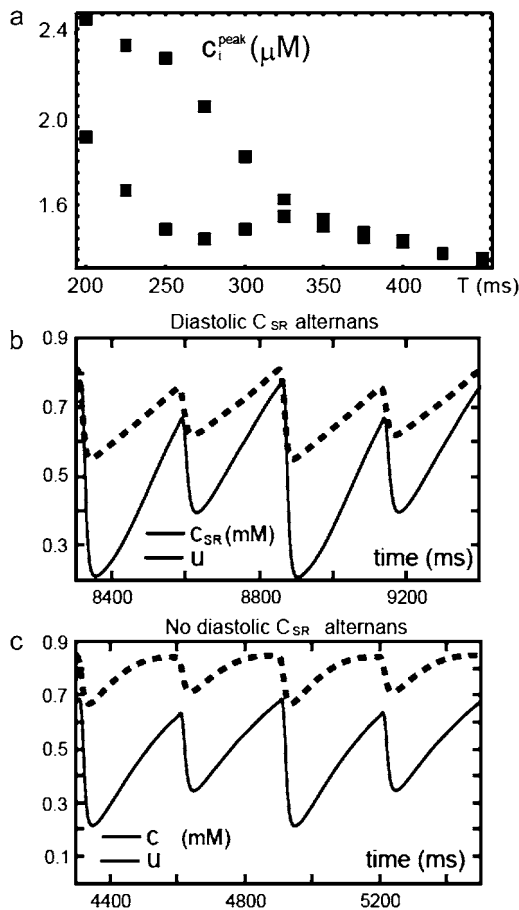 a
c_i^peak (μM)
2.4
2.0
1.6
200 250 300 350 400 T (ms)
b
Diastolic C_SR alternans
0.9
0.7
0.5
0.3
c_SR (mM)
u
time (ms)
8400 8800 9200
c
No diastolic C_SR alternans
0.9
0.7
0.5
0.3
0.1
c (mM)
u
time (ms)
4400 4800 5200